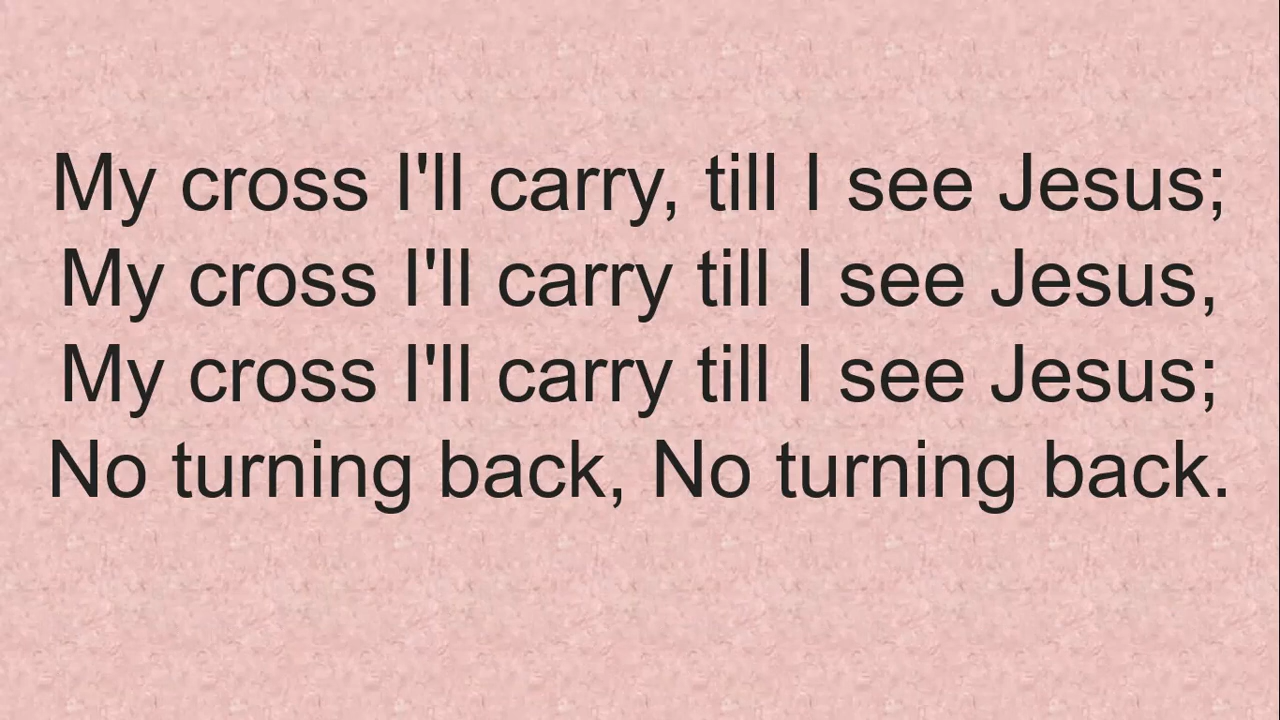 My cross I'll carry, till I see Jesus;
My cross I'll carry till I see Jesus,
My cross I'll carry till I see Jesus;
No turning back, No turning back.